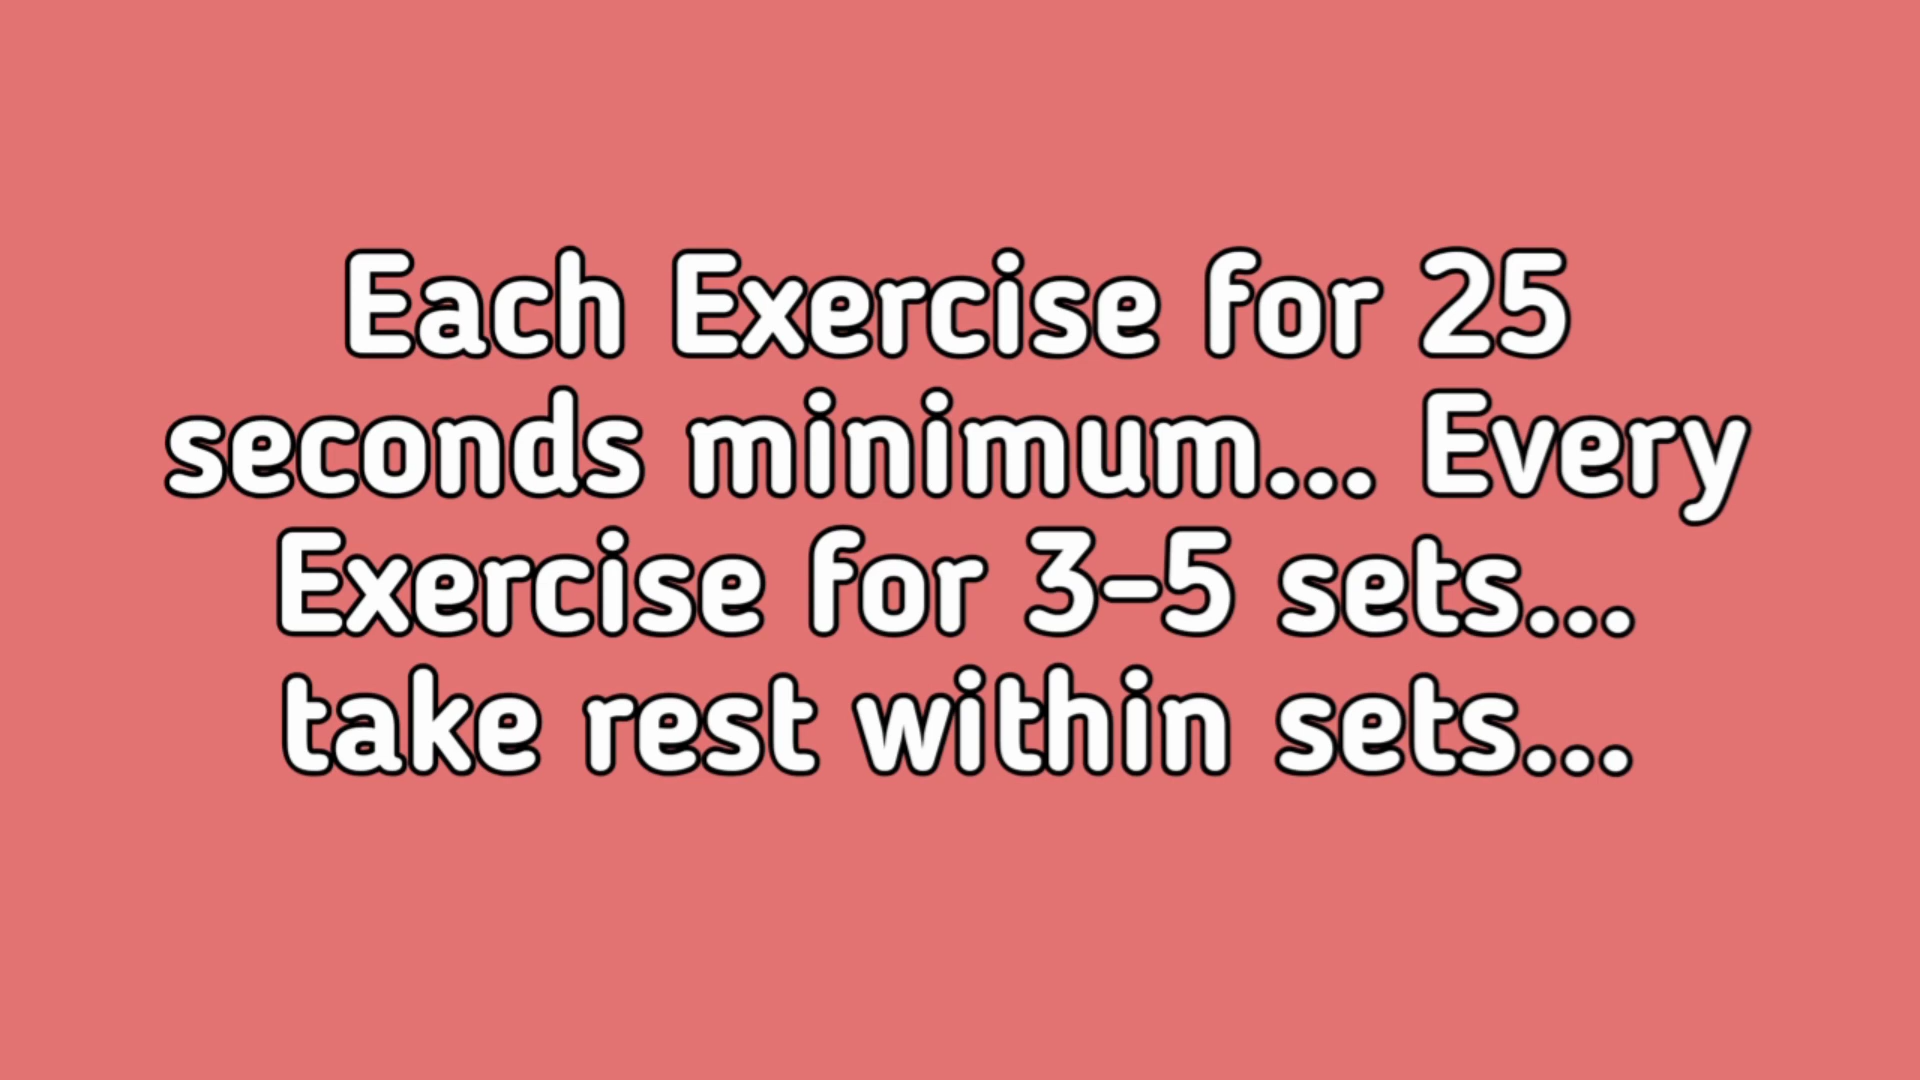 Each Exercise for 25
seconds minimum... Every
Exercise for 3-5 sets...
take rest within sets...